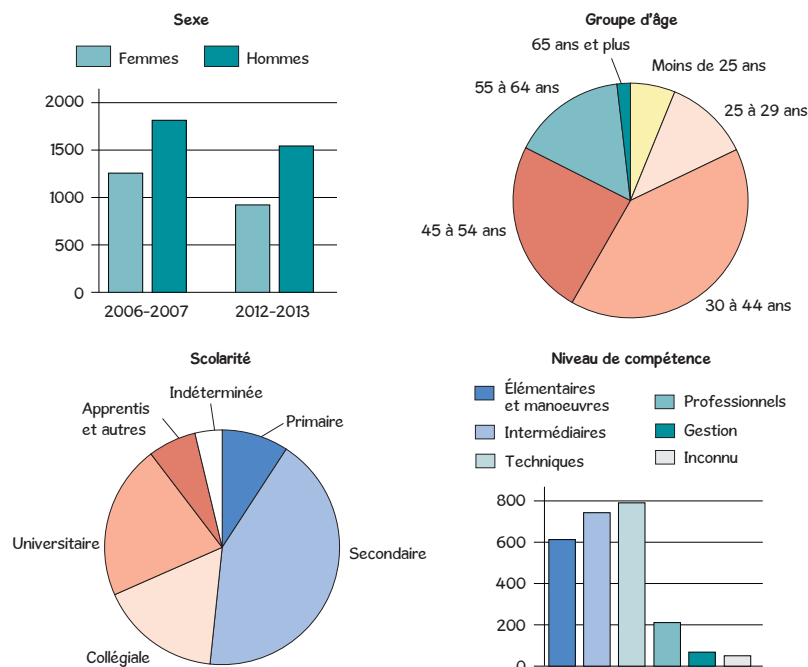 Sexe
Femmes
Hommes
2000
1500
1000
500
0
2006-2007
2012-2013
Groupe d'âge
65 ans et plus
Moins de 25 ans
55 à 64 ans
25 à 29 ans
45 à 54 ans
30 à 44 ans
Scolarité
Indéterminée
Apprentis
et autres
Primaire
Universitaire
Secondaire
Collégiale
Niveau de compétence
Élémentaires
et manoeuvres
Professionnels
Intermédiaires
Gestion
Techniques
Inconnu
800
600
400
200
0